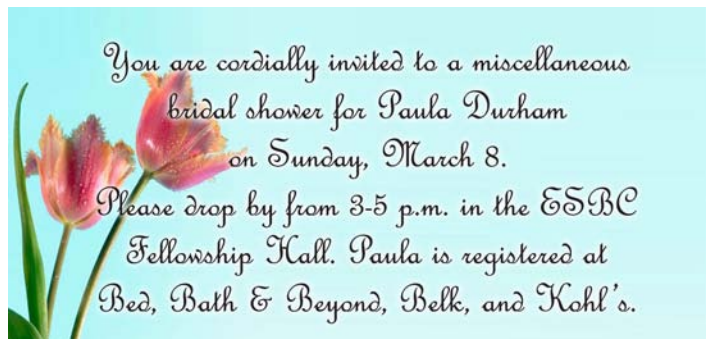 You are cordially invited to a miscellaneous
bridal shower for Paula Durham
on Sunday, March 8.
Please drop by from 3-5 p.m. in the ESBC
Fellowship Hall. Paula is registered at
Bed, Bath & Beyond, Belk, and Kohl's.